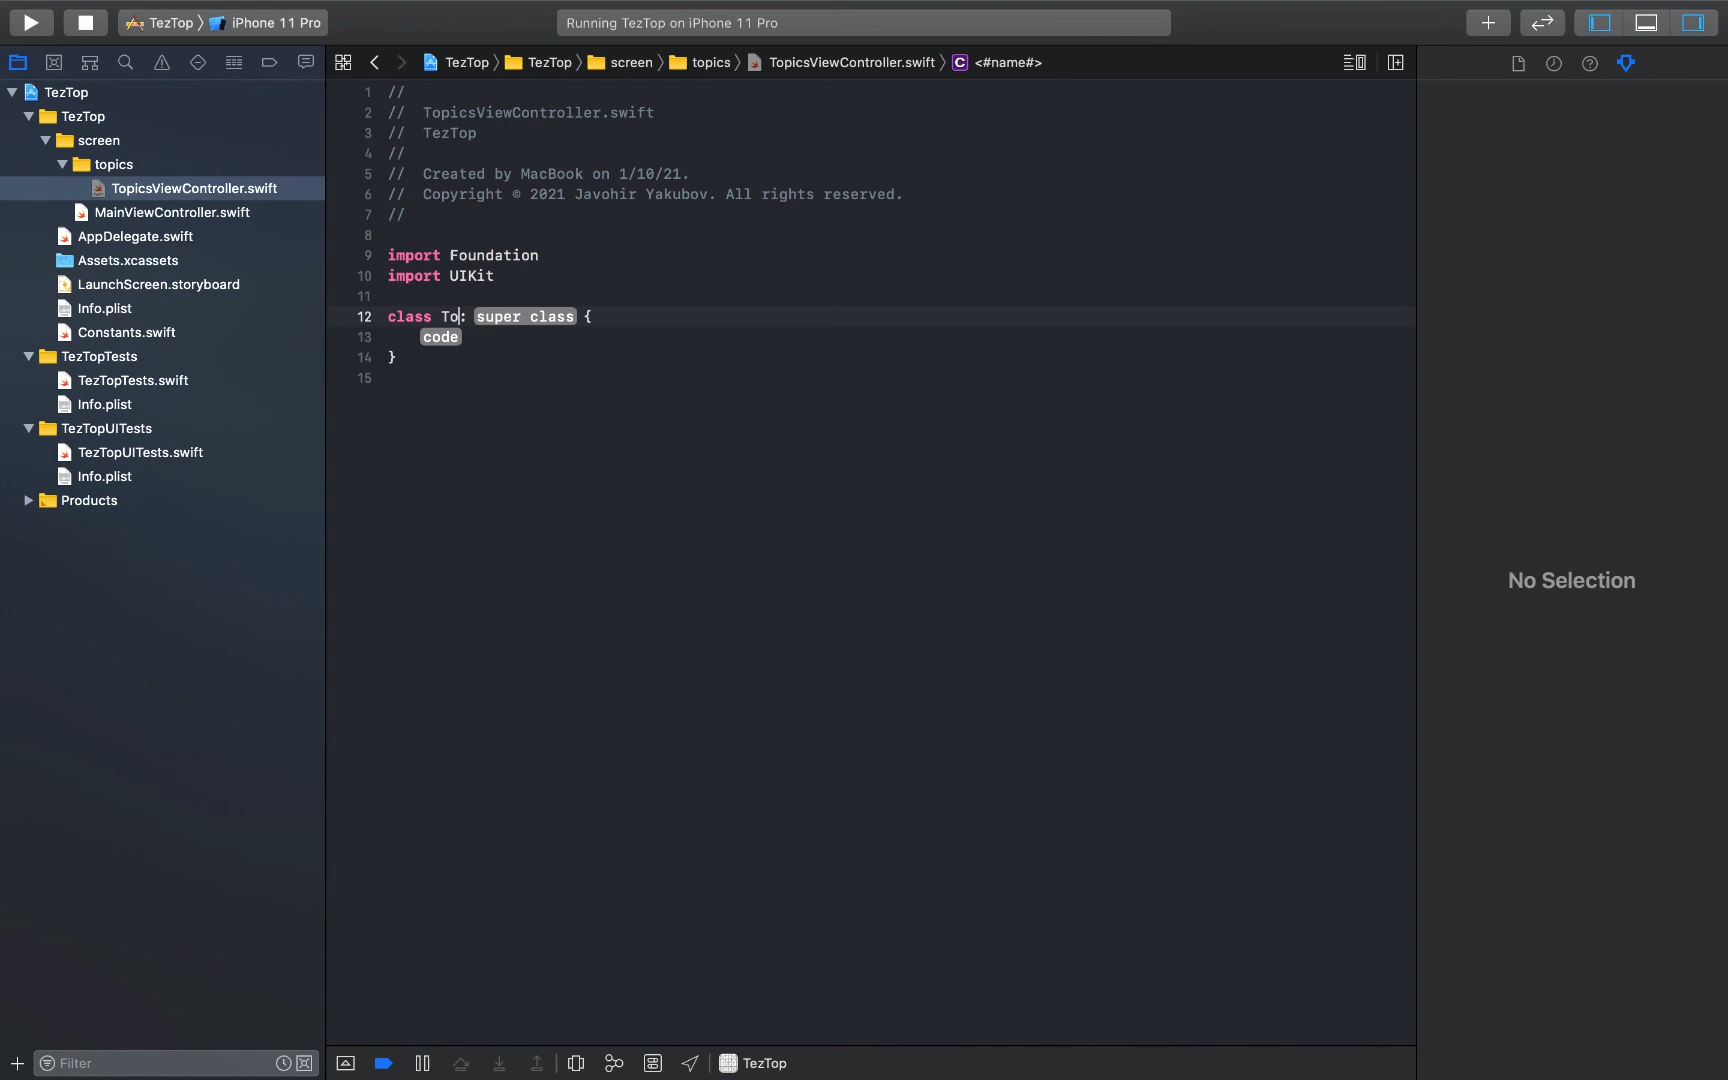 TezTop 〉 iPhone 11 Pro
Running TezTop on iPhone 11 Pro
TezTop 〉 TezTop 〉 screen 〉 topics 〉 TopicsViewController.swift 〉 C <#name#>
TezTop
TezTop
screen
topics
TopicsViewController.swift
MainViewController.swift
AppDelegate.swift
Assets.xcassets
LaunchScreen.storyboard
Info.plist
Constants.swift
TezTopTests
TezTopTests.swift
Info.plist
TezTopUITests
TezTopUITests.swift
Info.plist
Products
1 //
2 //  TopicsViewController.swift
3 //  TezTop
4 //
5 //  Created by MacBook on 1/10/21.
6 //  Copyright © 2021 Javohir Yakubov. All rights reserved.
7 //
8
9 import Foundation
10 import UIKit
11
12 class To: super class {
13     code
14 }
15
No Selection
Filter
TezTop